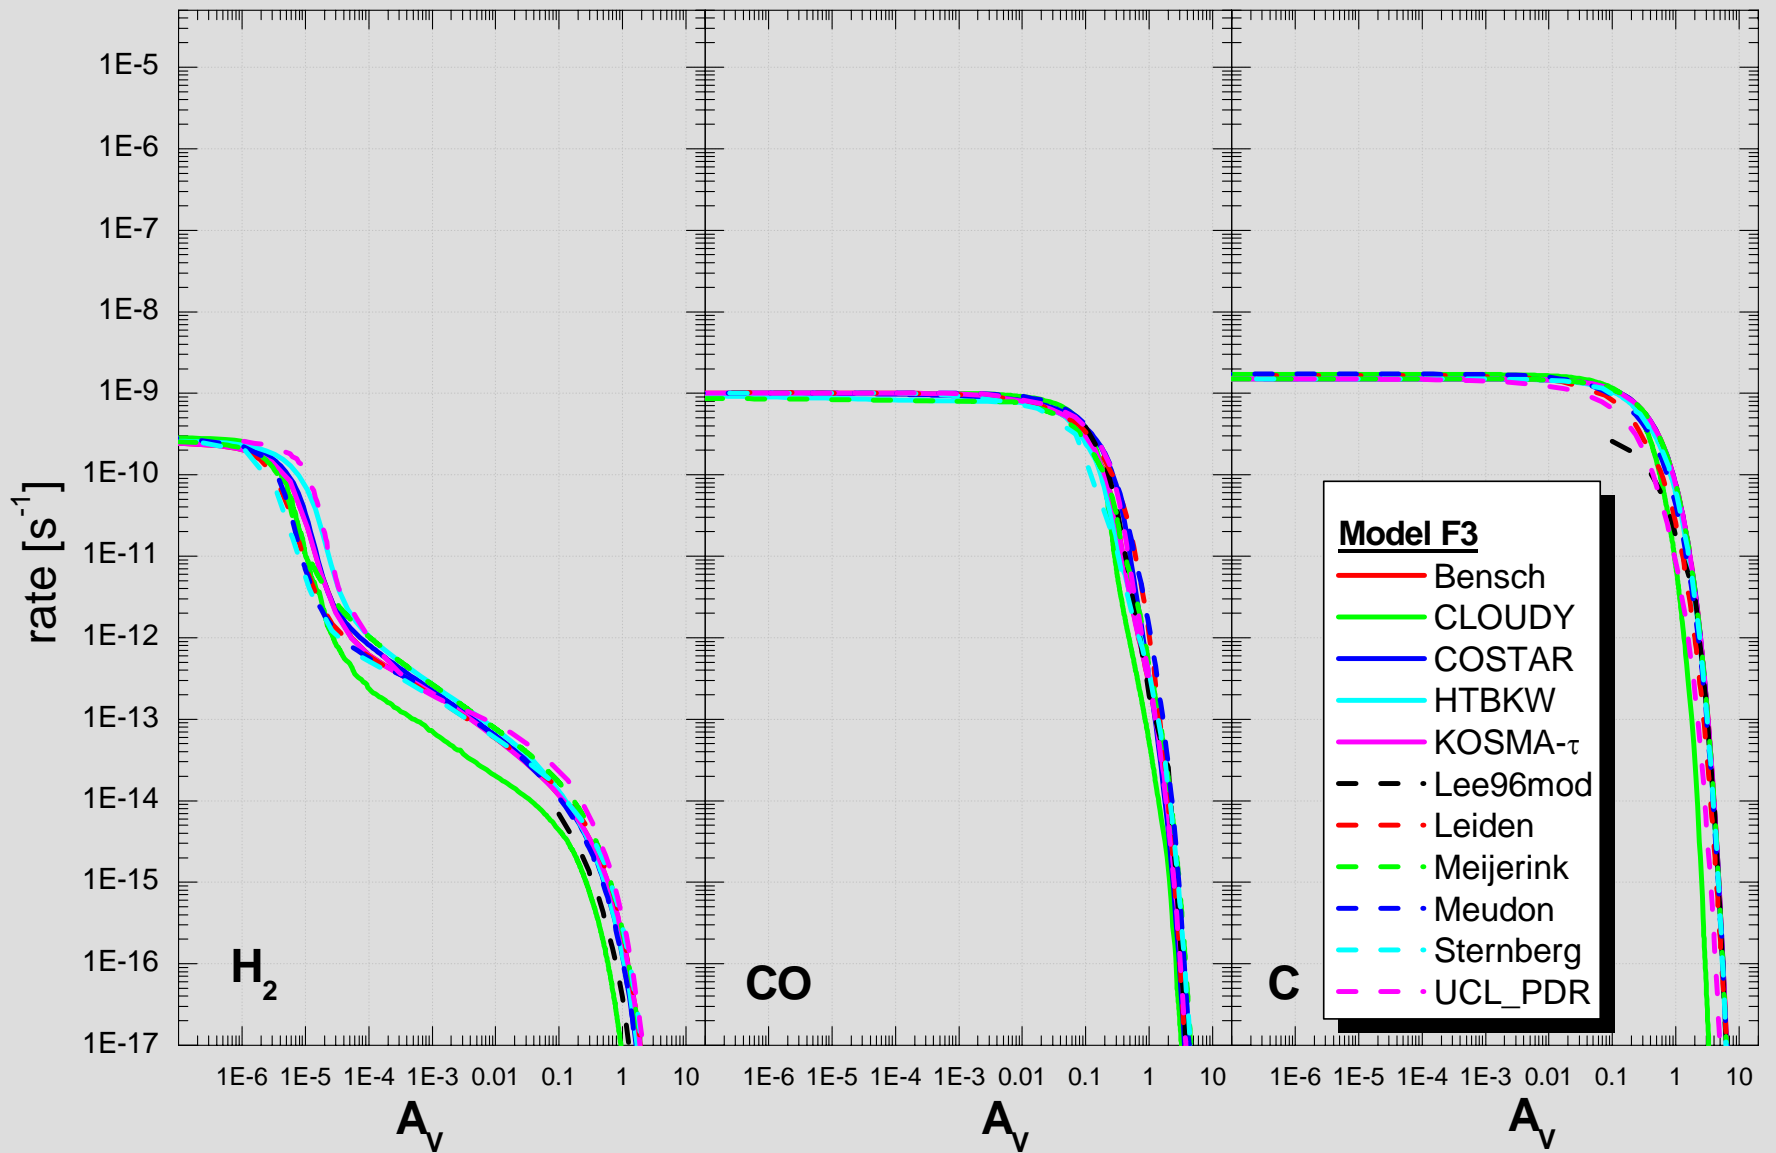 1E-5
1E-6
1E-7
1E-8
1E-9
1E-10
1E-11
1E-12
1E-13
1E-14
1E-15
1E-16
1E-17
rate [s⁻¹]
H₂
CO
C
Model F3
Bensch
CLOUDY
COSTAR
HTBKW
KOSMA-τ
Lee96mod
Leiden
Meijerink
Meudon
Sternberg
UCL_PDR
1E-6 1E-5 1E-4 1E-3 0.01 0.1 1 10
1E-6 1E-5 1E-4 1E-3 0.01 0.1 1 10
1E-6 1E-5 1E-4 1E-3 0.01 0.1 1 10
A_V
A_V
A_V